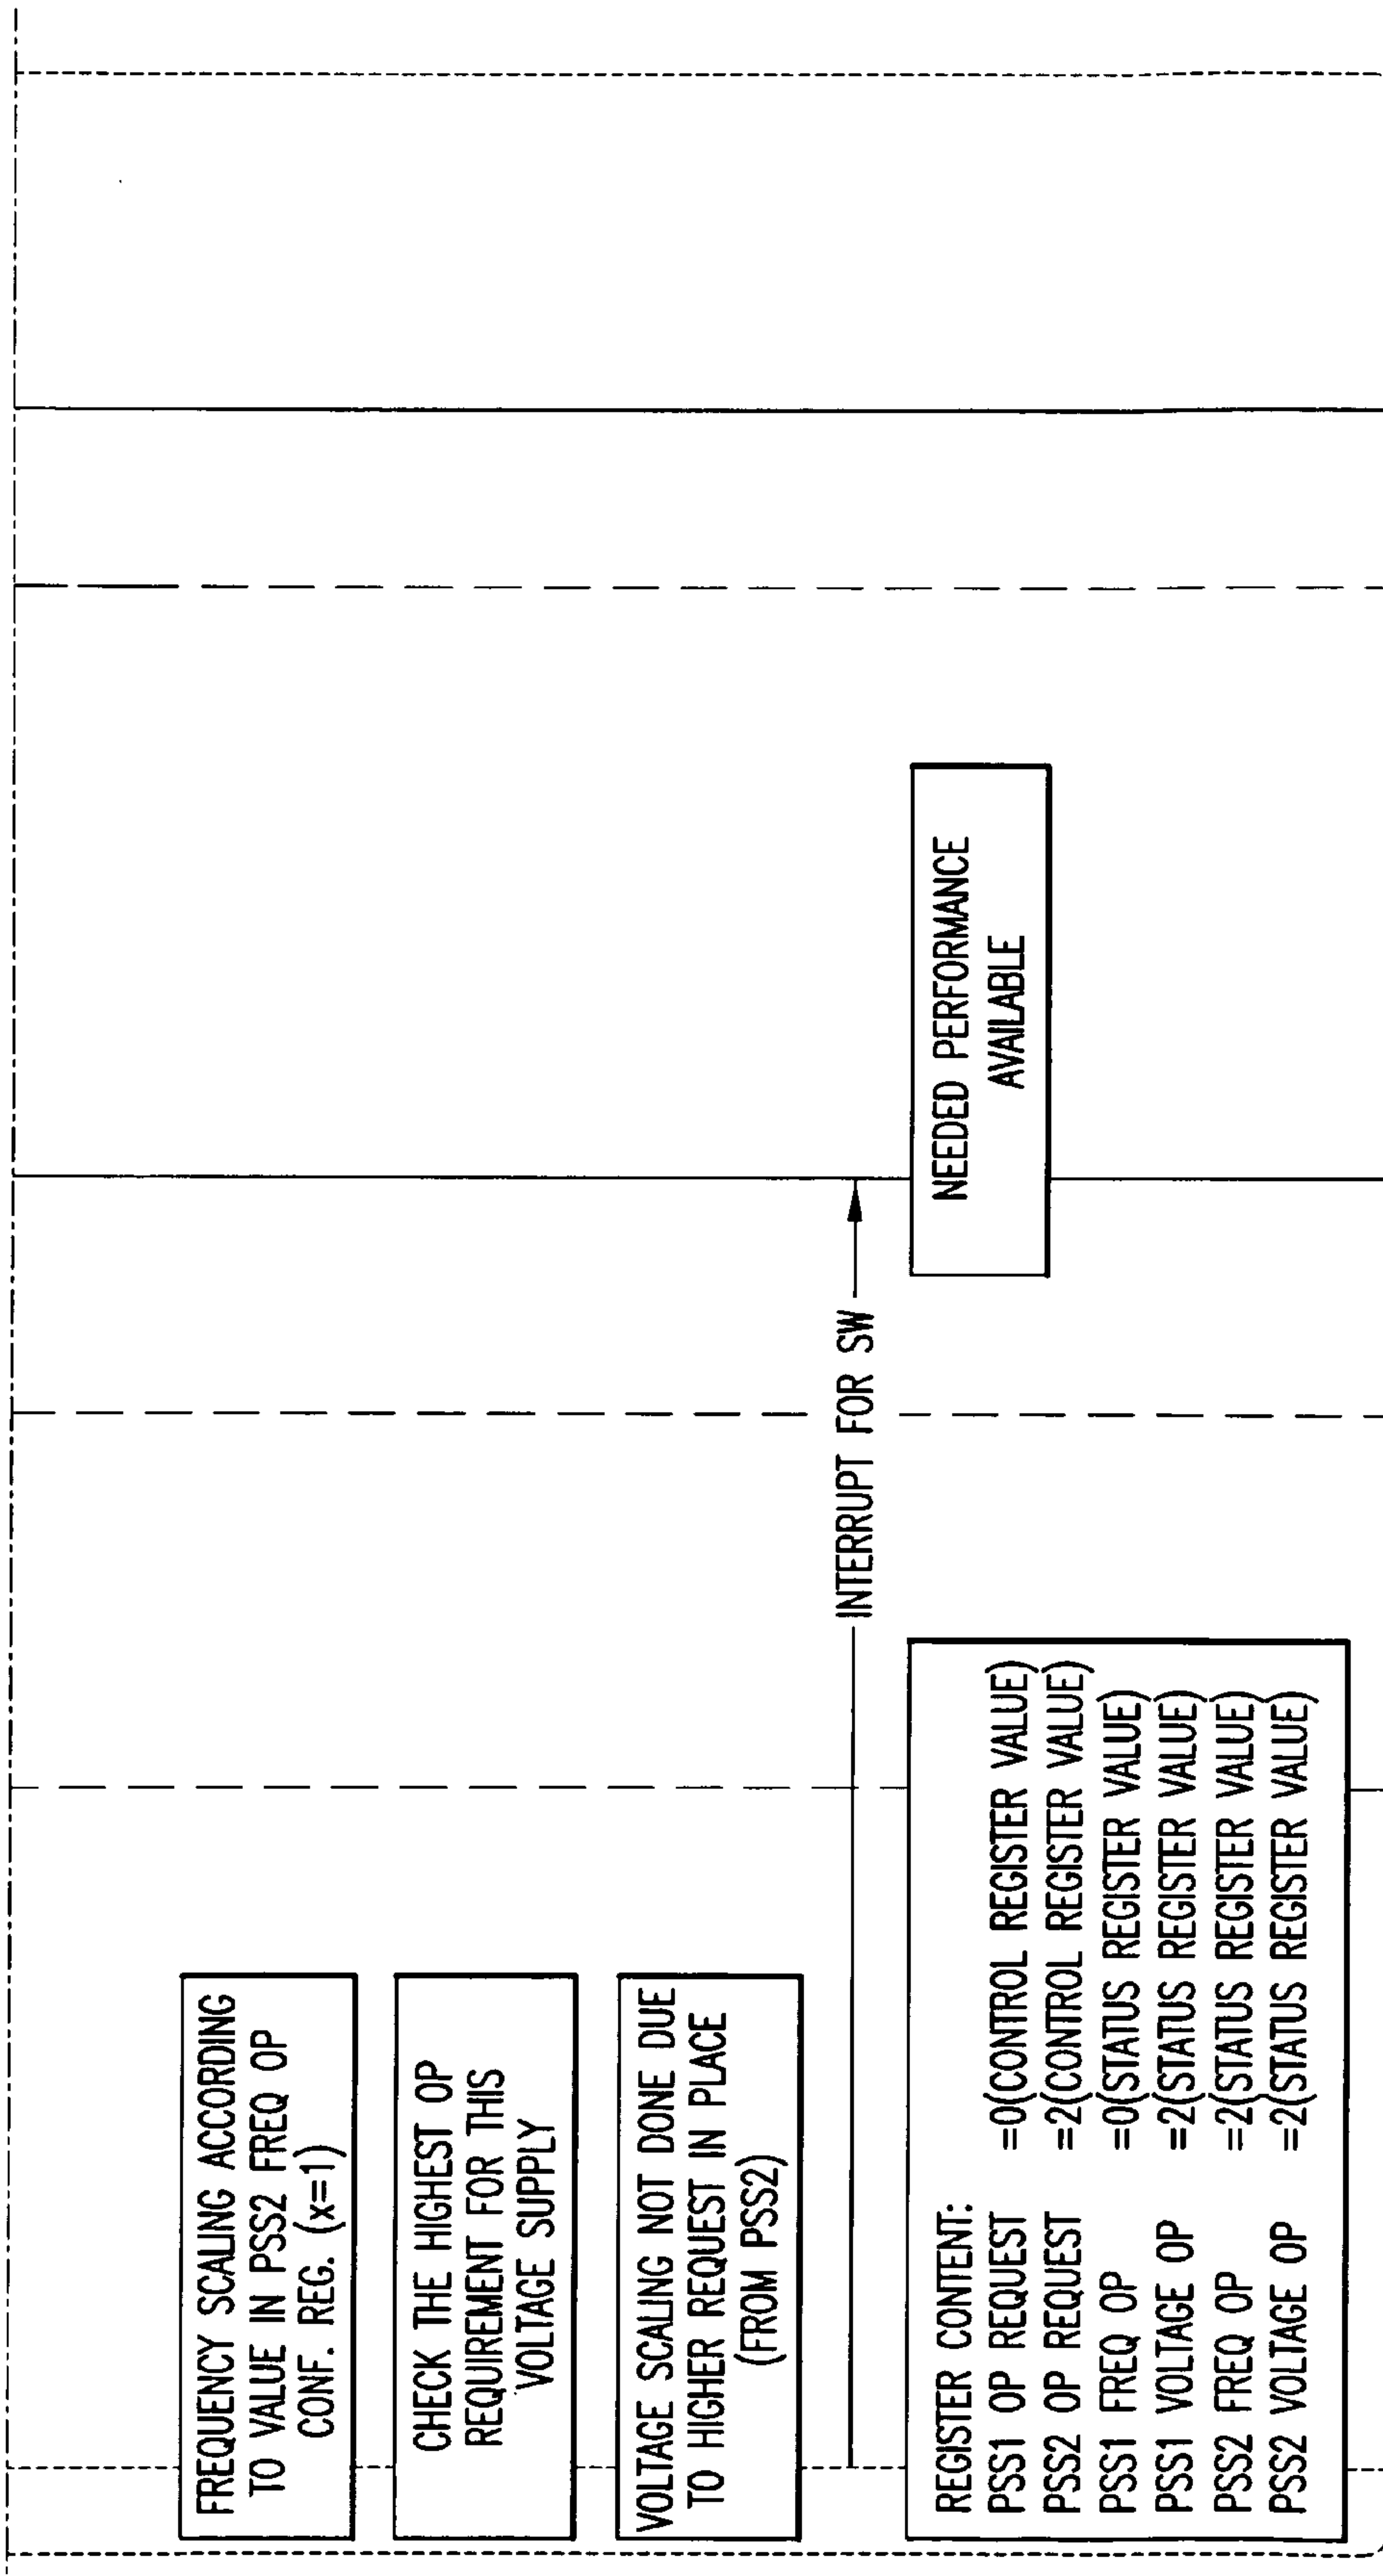 FREQUENCY SCALING ACCORDING
TO VALUE IN PSS2 FREQ OP
CONF. REG. (x=1)
CHECK THE HIGHEST OP
REQUIREMENT FOR THIS
VOLTAGE SUPPLY
VOLTAGE SCALING NOT DONE DUE
TO HIGHER REQUEST IN PLACE
(FROM PSS2)
INTERRUPT FOR SW
NEEDED PERFORMANCE
AVAILABLE
REGISTER CONTENT:
PSS1 OP REQUEST =0(CONTROL REGISTER VALUE)
PSS2 OP REQUEST =2(CONTROL REGISTER VALUE)
PSS1 FREQ OP =0(STATUS REGISTER VALUE)
PSS1 VOLTAGE OP =2(STATUS REGISTER VALUE)
PSS2 FREQ OP =2(STATUS REGISTER VALUE)
PSS2 VOLTAGE OP =2(STATUS REGISTER VALUE)